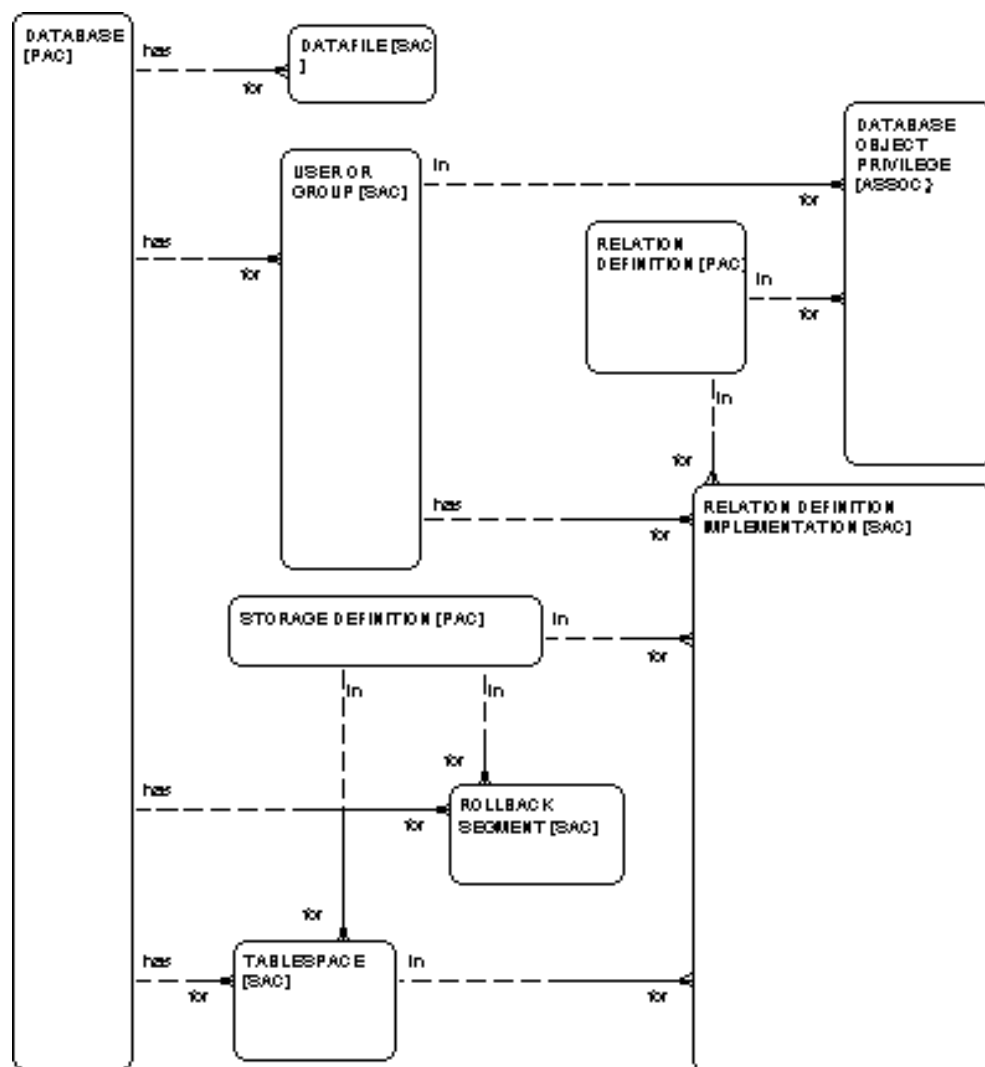 DATABASE
[PAC]
has
for
DATAFILE [SAC
]
USER OR
GROUP [SAC]
In
for
DATABASE
OBJECT
PRIVILEGE
[ASSOC}
has
for
RELATION
DEFINITION [PAC]
In
for
In
for
has
for
RELATION DEFINITION
IMPLEMENTATION [SAC]
STORAGE DEFINITION [PAC]
In
for
In
for
In
for
has
for
ROLLBACK
SEGMENT [SAC]
has
for
TABLESPACE
[SAC]
In
for